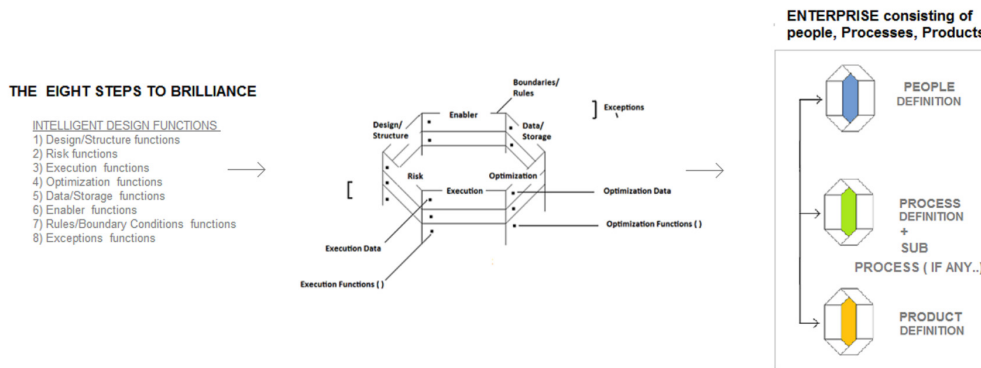 THE EIGHT STEPS TO BRILLIANCE
INTELLIGENT DESIGN FUNCTIONS
1) Design/Structure functions
2) Risk functions
3) Execution functions
4) Optimization functions
5) Data/Storage functions
6) Enabler functions
7) Rules/Boundary Conditions functions
8) Exceptions functions
Boundaries/
Rules
Enabler
Exceptions
Design/
Structure
Data/
Storage
Risk
Optimization
Execution
Optimization Data
Optimization Functions ( )
Execution Data
Execution Functions ( )
ENTERPRISE consisting of
people, Processes, Products
PEOPLE
DEFINITION
PROCESS
DEFINITION
+
SUB
PROCESS ( IF ANY..)
PRODUCT
DEFINITION